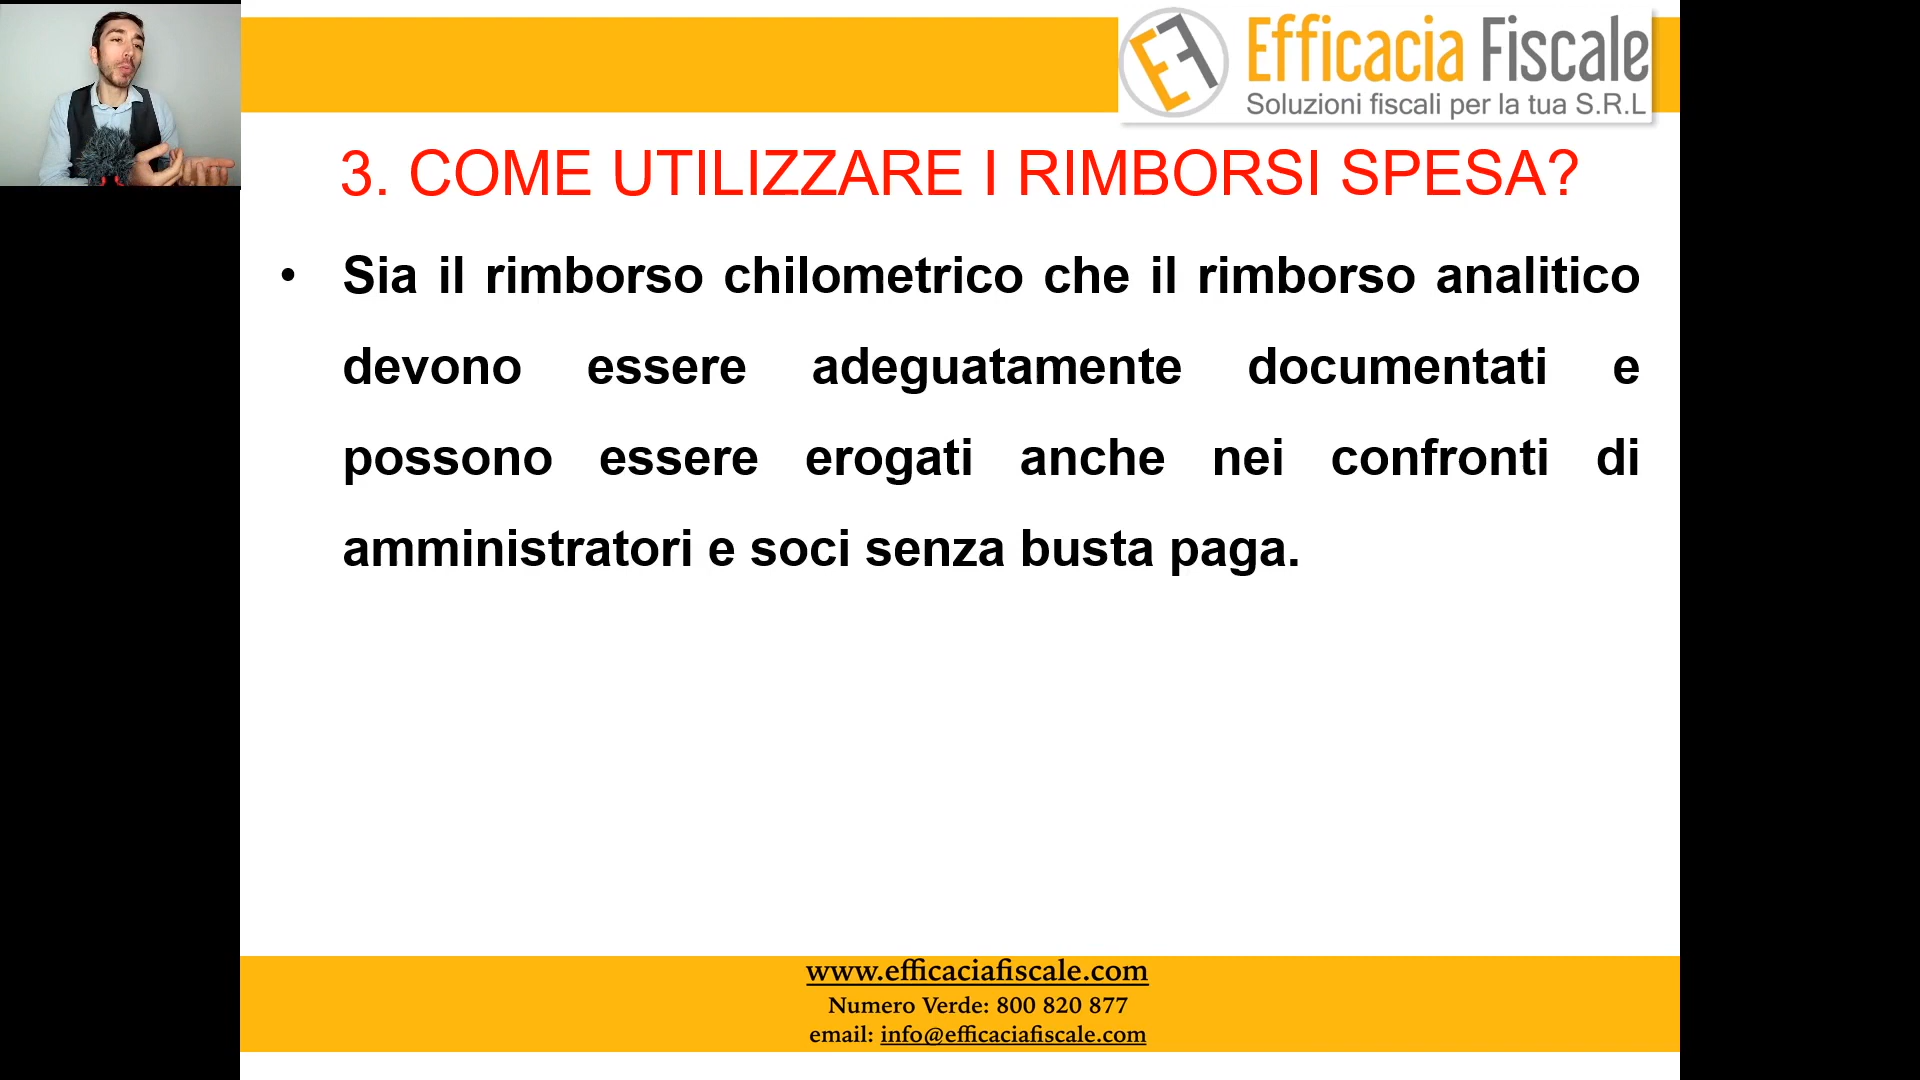 EF Efficacia Fiscale
Soluzioni fiscali per la tua S.R.L
3. COME UTILIZZARE I RIMBORSI SPESA?
• Sia il rimborso chilometrico che il rimborso analitico
devono essere adeguatamente documentati e
possono essere erogati anche nei confronti di
amministratori e soci senza busta paga.
www.efficaciafiscale.com
Numero Verde: 800 820 877
email: info@efficaciafiscale.com